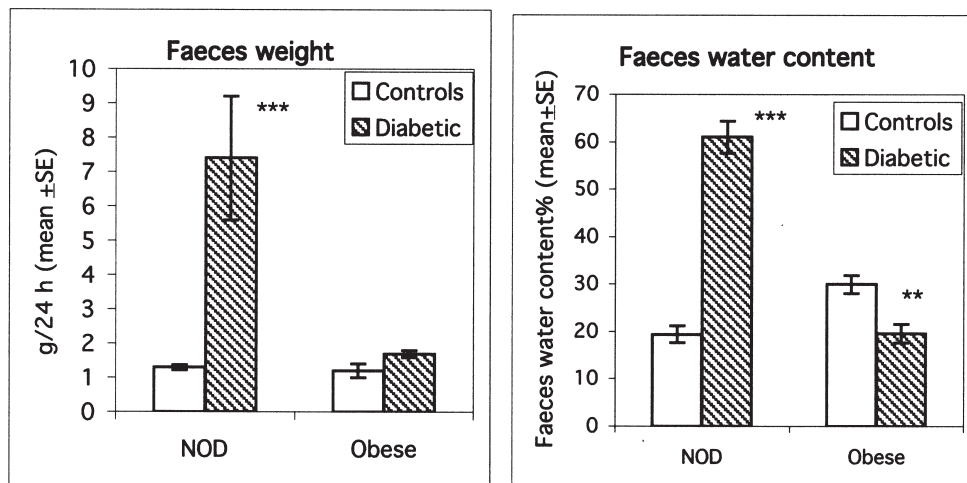 Faeces weight
g/24 h (mean ±SE)
10
9
8
7
6
5
4
3
2
1
0
***
Controls
Diabetic
NOD Obese
Faeces water content
Faeces water content% (mean±SE)
70
60
50
40
30
20
10
0
***
**
Controls
Diabetic
NOD Obese